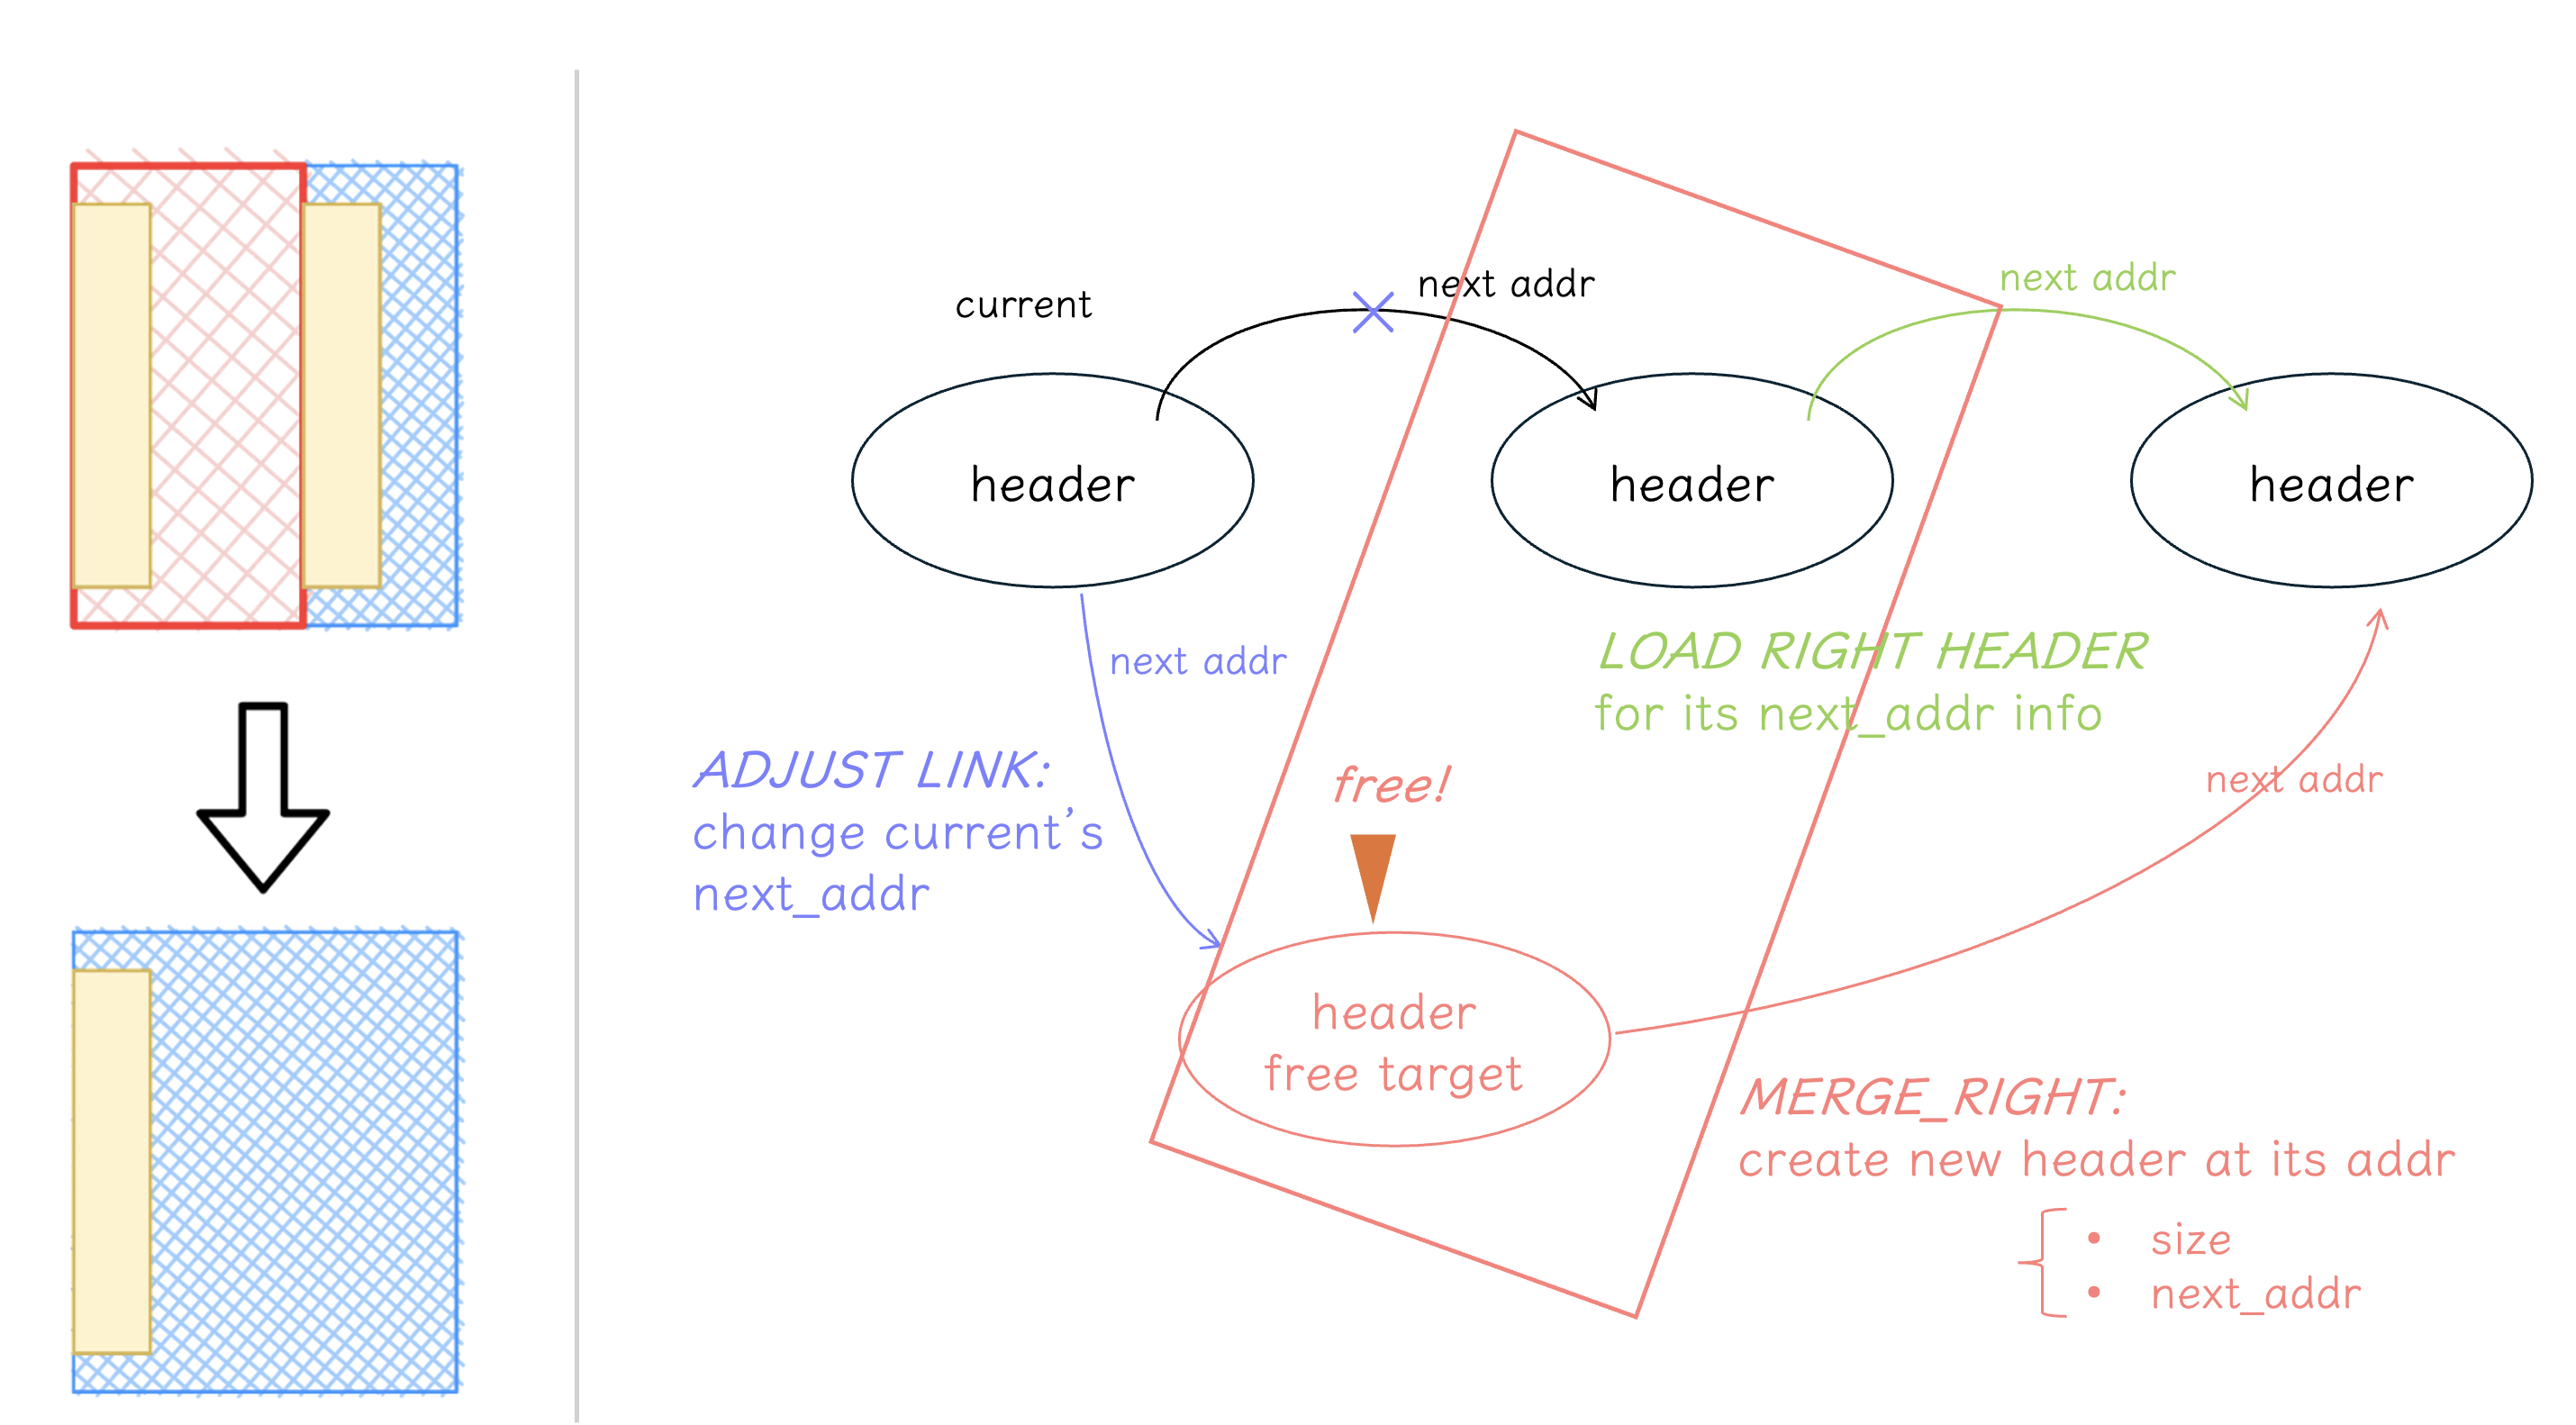 current
next addr
next addr
header
header
header
next addr
LOAD RIGHT HEADER
for its next_addr info
ADJUST LINK:
change current's
next_addr
free!
next addr
header
free target
MERGE_RIGHT:
create new header at its addr
• size
• next_addr